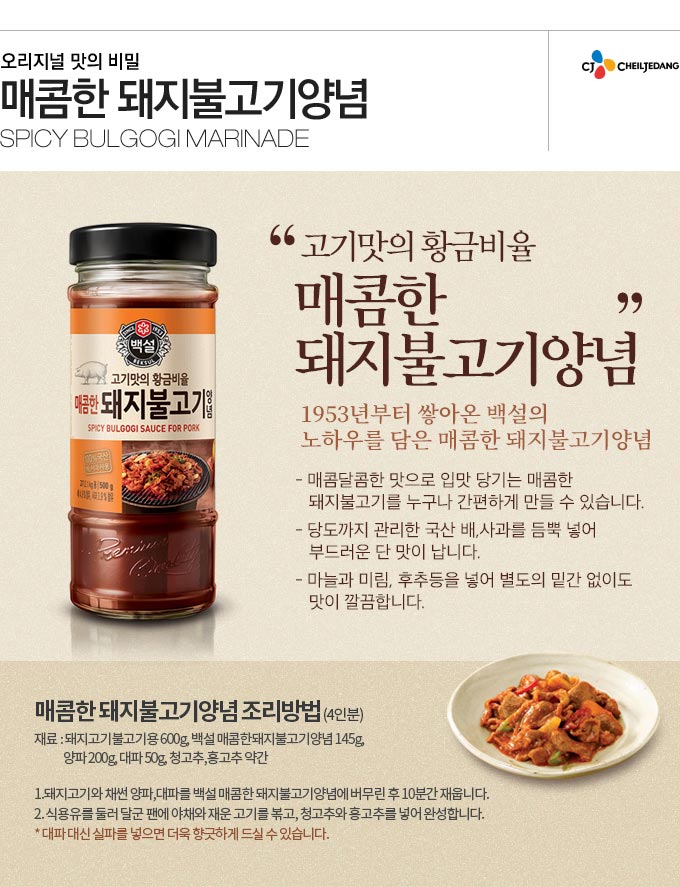 오리지널 맛의 비밀
매콤한 돼지불고기양념
SPICY BULGOGI MARINADE
CJ CHEILJEDANG
“ 고기맛의 황금비율
매콤한
돼지불고기양념 ”
1953년부터 쌓아온 백설의
노하우를 담은 매콤한 돼지불고기양념
- 매콤달콤한 맛으로 입맛 당기는 매콤한
돼지불고기를 누구나 간편하게 만들 수 있습니다.
- 당도까지 관리한 국산 배,사과를 듬뿍 넣어
부드러운 단 맛이 납니다.
- 마늘과 미림, 후추등을 넣어 별도의 밑간 없이도
맛이 깔끔합니다.
SINCE 1953
백설
BEKSUL
고기맛의 황금비율
매콤한 돼지불고기양념
SPICY BULGOGI SAUCE FOR PORK
500 g
Premium
매콤한 돼지불고기양념 조리방법 (4인분)
재료 : 돼지고기불고기용 600g, 백설 매콤한돼지불고기양념 145g,
양파 200g, 대파 50g, 청고추,홍고추 약간
1.돼지고기와 채썬 양파,대파를 백설 매콤한 돼지불고기양념에 버무린 후 10분간 재웁니다.
2. 식용유를 둘러 달군 팬에 야채와 재운 고기를 볶고, 청고추와 홍고추를 넣어 완성합니다.
* 대파 대신 실파를 넣으면 더욱 향긋하게 드실 수 있습니다.